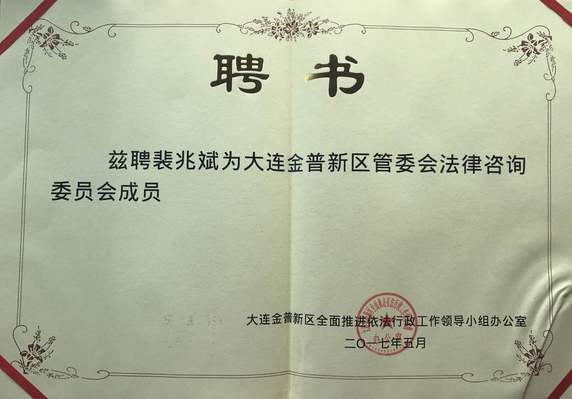 聘书
兹聘裴兆斌为大连金普新区管委会法律咨询
委员会成员
大连金普新区全面推进依法行政工作领导小组办公室
二〇一七年五月